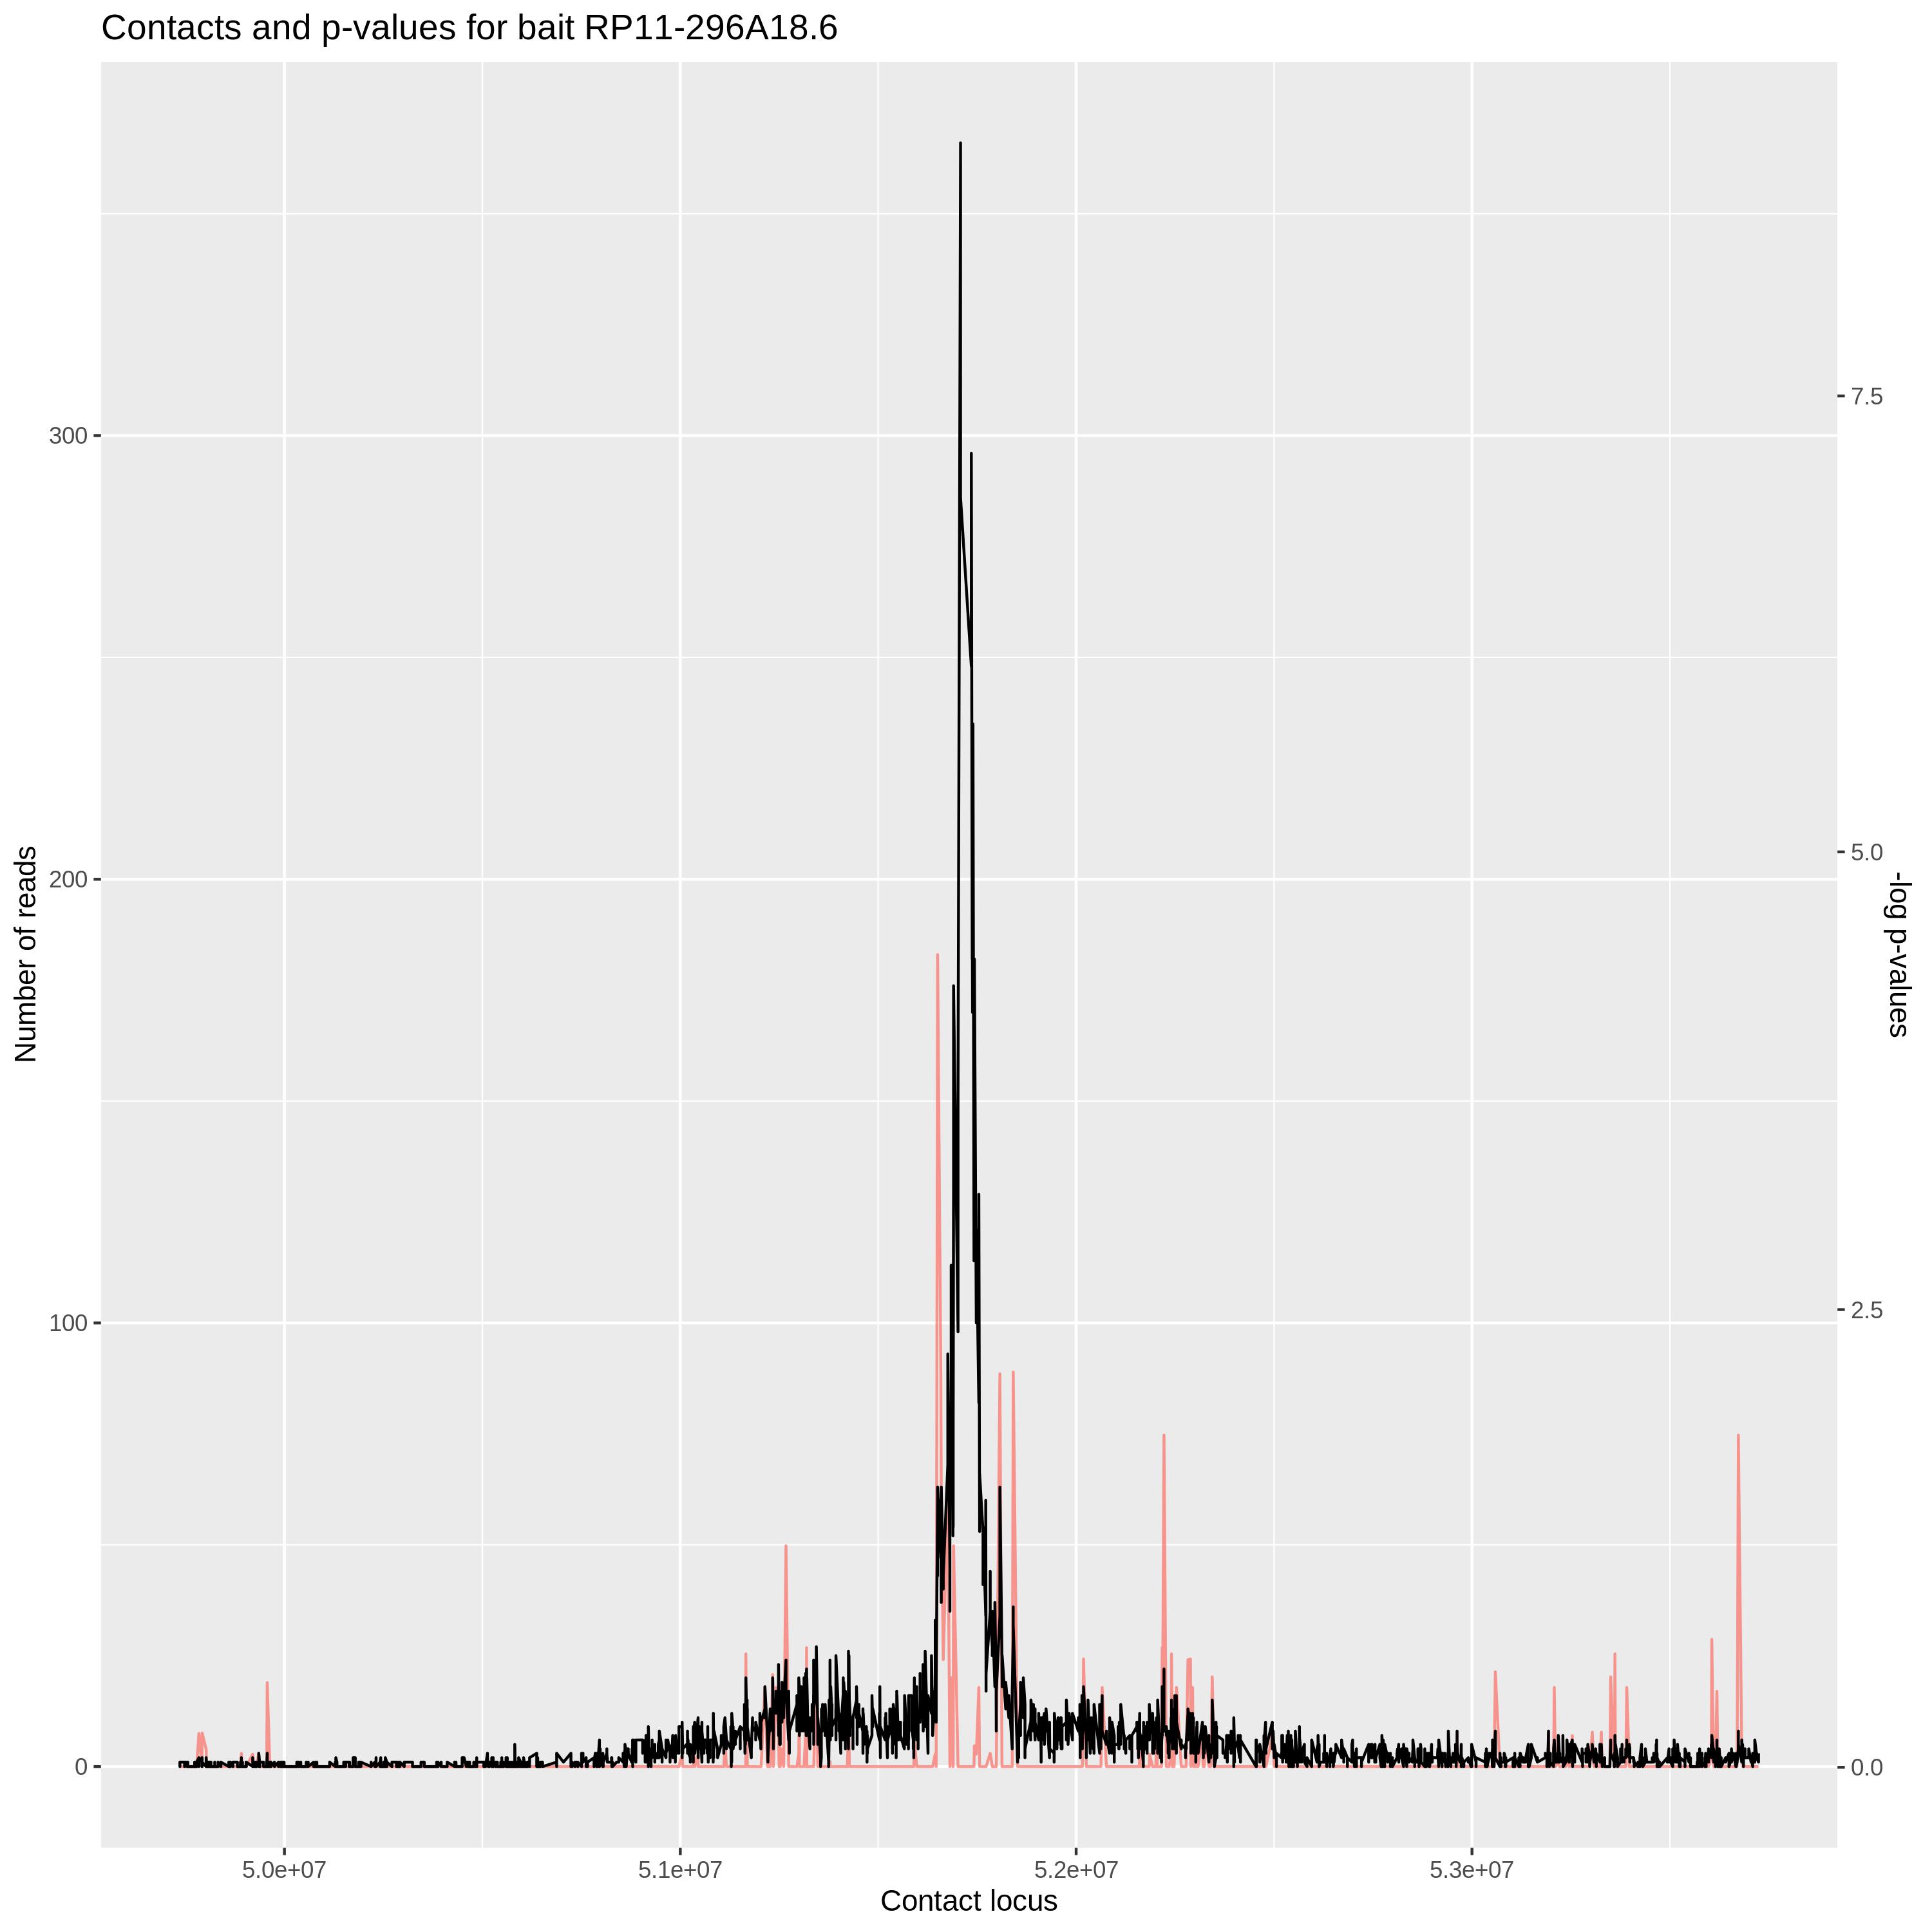 Contacts and p-values for bait RP11-296A18.6
Number of reads
300
200
100
0
7.5
5.0
2.5
0.0
-log p-values
5.0e+07
5.1e+07
5.2e+07
5.3e+07
Contact locus